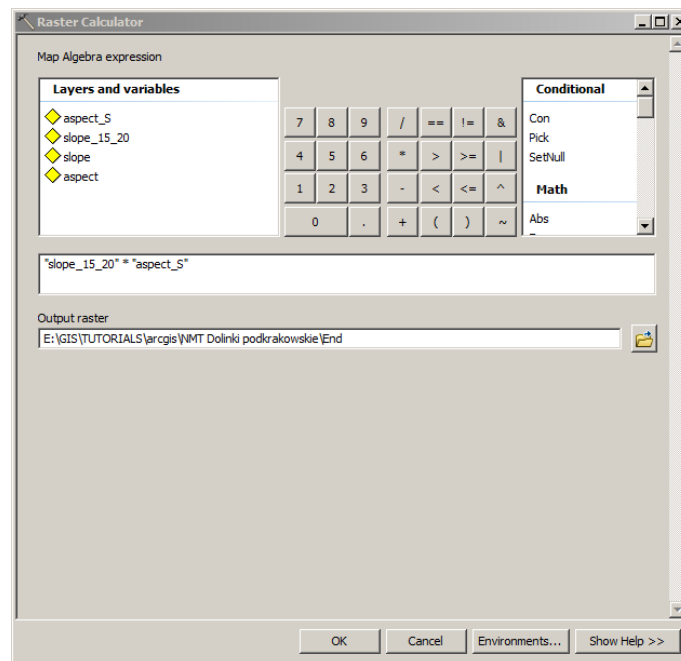 Raster Calculator
Map Algebra expression
Layers and variables
aspect_S
slope_15_20
slope
aspect
7 8 9 / == != &
4 5 6 * > >= |
1 2 3 - < <= ^
0 . + ( ) ~
Conditional
Con
Pick
SetNull
Math
Abs
"slope_15_20" * "aspect_S"
Output raster
E:\GIS\TUTORIALS\arcgis\NMT Dolinki podkrakowskie\End
OK Cancel Environments... Show Help >>